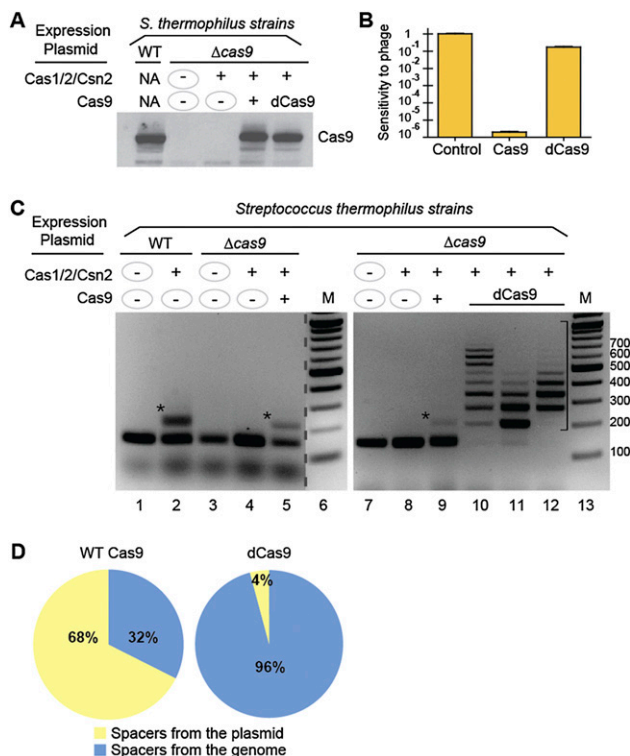 A
S. thermophilus strains
Expression Plasmid
WT
Δcas9
Cas1/2/Csn2 NA - + + +
Cas9 NA - - + dCas9
Cas9
B
Sensitivity to phage
1
10-1
10-2
10-3
10-4
10-5
10-6
Control Cas9 dCas9
C
Streptococcus thermophilus strains
Expression Plasmid
WT Δcas9 Δcas9
Cas1/2/Csn2 - + - + + - + + + + +
Cas9 - - - - + M - - + dCas9 M
* * *
700
600
500
400
300
200
100
1 2 3 4 5 6 7 8 9 10 11 12 13
D
WT Cas9 dCas9
68% 32% 4% 96%
Spacers from the plasmid
Spacers from the genome